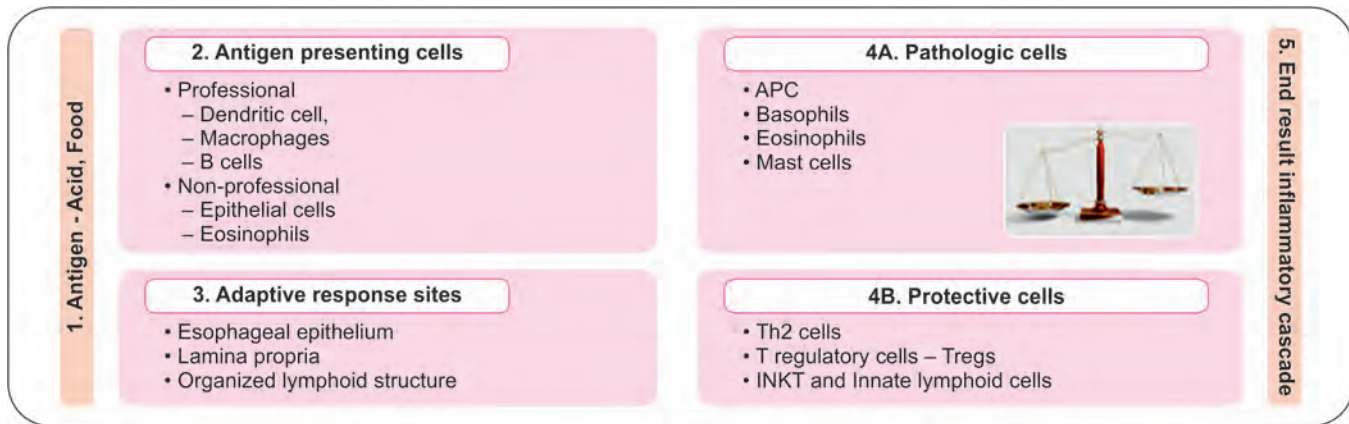 1. Antigen - Acid, Food
2. Antigen presenting cells
• Professional
– Dendritic cell,
– Macrophages
– B cells
• Non-professional
– Epithelial cells
– Eosinophils
3. Adaptive response sites
• Esophageal epithelium
• Lamina propria
• Organized lymphoid structure
4A. Pathologic cells
• APC
• Basophils
• Eosinophils
• Mast cells
4B. Protective cells
• Th2 cells
• T regulatory cells – Tregs
• INKT and Innate lymphoid cells
5. End result inflammatory cascade